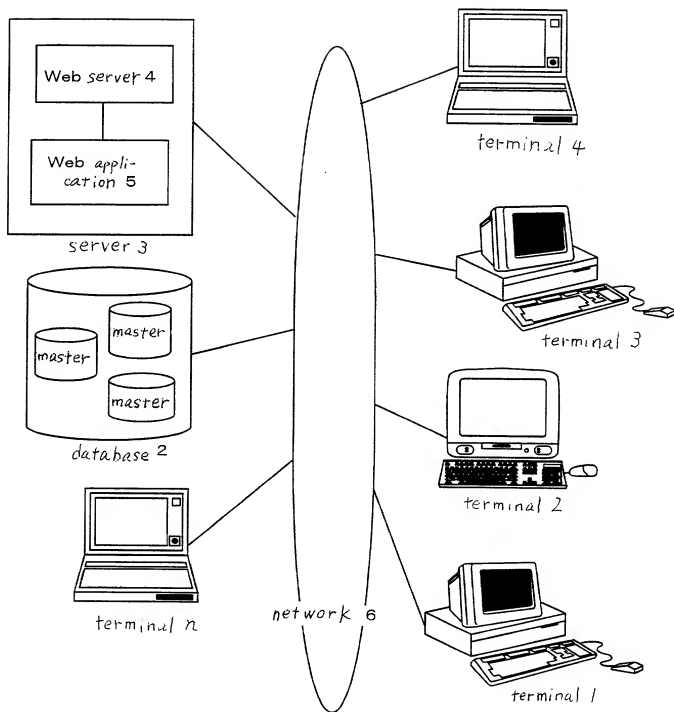 Web server 4
Web appli-
cation 5
server 3
master
master
master
database 2
terminal n
network 6
terminal 4
terminal 3
terminal 2
terminal 1